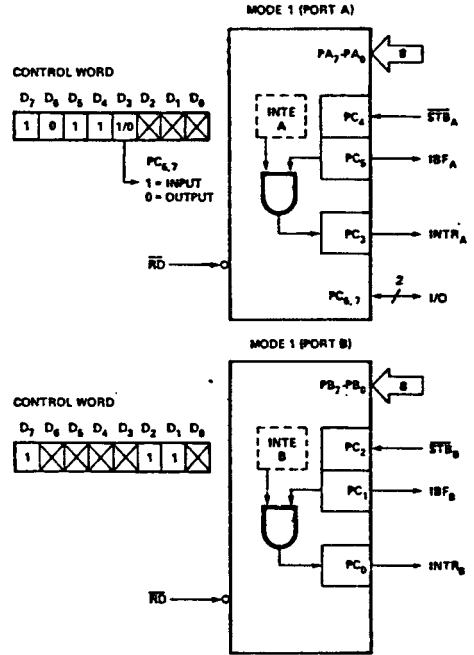 MODE 1 (PORT A)
PA7-PA0
8
CONTROL WORD
D7 D6 D5 D4 D3 D2 D1 D0
1 0 1 1 1/0
PC6,7
1 = INPUT
0 = OUTPUT
INTE
A
PC4
STBA
PC5
IBFA
PC3
INTRA
RD
PC6,7
2
I/O
MODE 1 (PORT B)
PB7-PB0
8
CONTROL WORD
D7 D6 D5 D4 D3 D2 D1 D0
1 1 1
INTE
B
PC2
STBB
PC1
IBFB
PC0
INTRB
RD